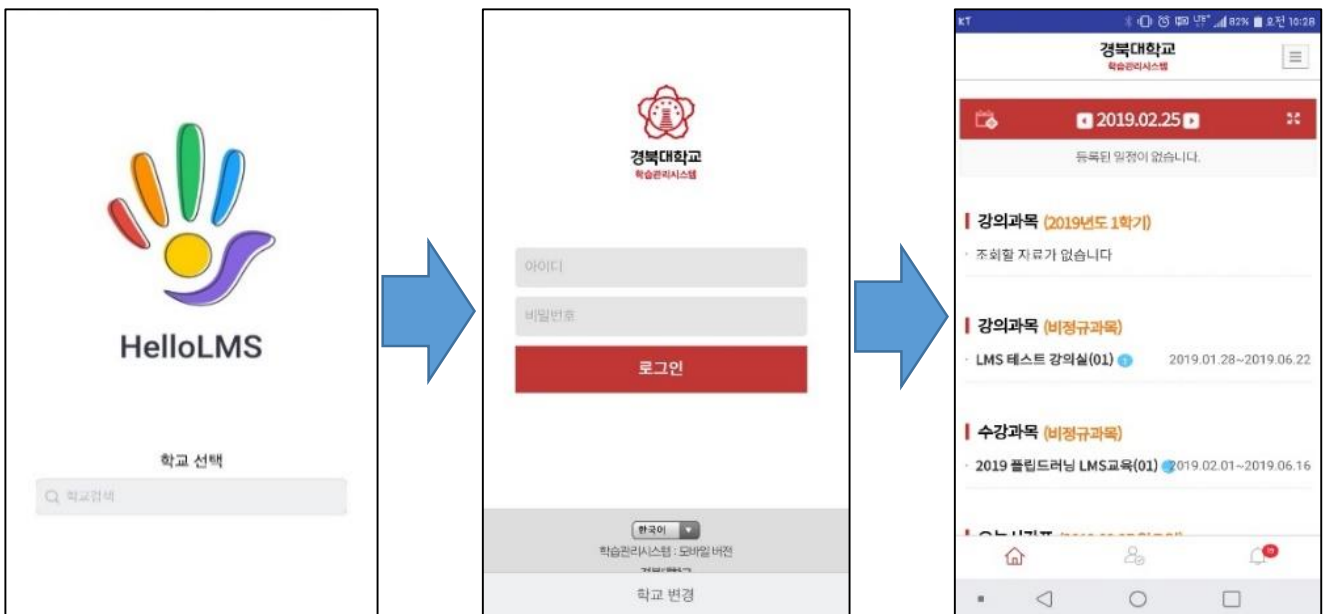 HelloLMS
학교 선택
학교검색
경북대학교
학습관리시스템
아이디
비밀번호
로그인
한국어
학습관리시스템 : 모바일 버전
경북대학교
학교 변경
KT 82% 오전 10:28
경북대학교
학습관리시스템
2019.02.25
등록된 일정이 없습니다.
강의과목 (2019년도 1학기)
· 조회할 자료가 없습니다
강의과목 (비정규과목)
· LMS 테스트 강의실(01) 2019.01.28~2019.06.22
수강과목 (비정규과목)
· 2019 플립드러닝 LMS교육(01) 2019.02.01~2019.06.16